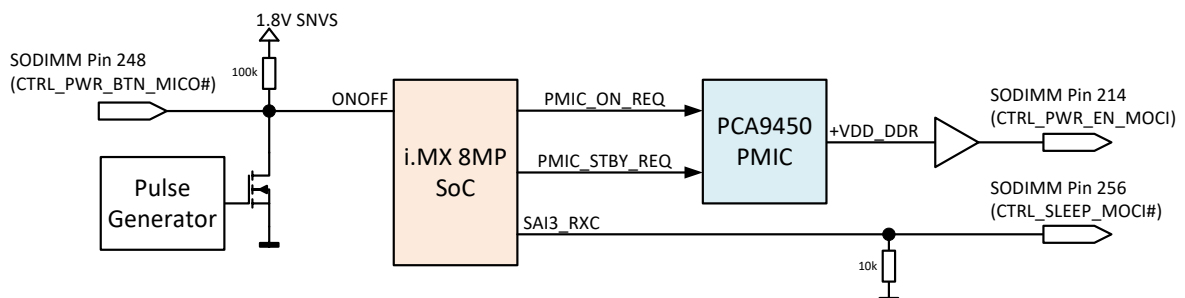 1.8V SNVS
SODIMM Pin 248
(CTRL_PWR_BTN_MICO#)
100k
ONOFF
Pulse
Generator
i.MX 8MP
SoC
PMIC_ON_REQ
PMIC_STBY_REQ
SAI3_RXC
PCA9450
PMIC
+VDD_DDR
SODIMM Pin 214
(CTRL_PWR_EN_MOCI)
SODIMM Pin 256
(CTRL_SLEEP_MOCI#)
10k